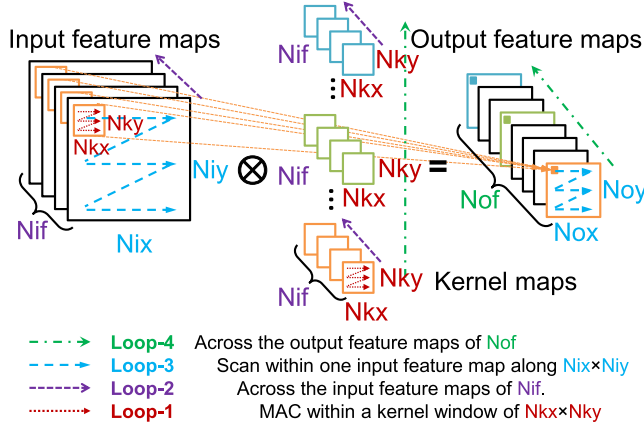 Input feature maps
Output feature maps
Nif
Nky
Nkx
Nky
Nkx
Niy
Nif
Nky
Nkx
Noy
Nof
Nox
Nif
Nix
Nif
Nky
Nkx
Kernel maps
Loop-4 Across the output feature maps of Nof
Loop-3 Scan within one input feature map along Nix×Niy
Loop-2 Across the input feature maps of Nif.
Loop-1 MAC within a kernel window of Nkx×Nky